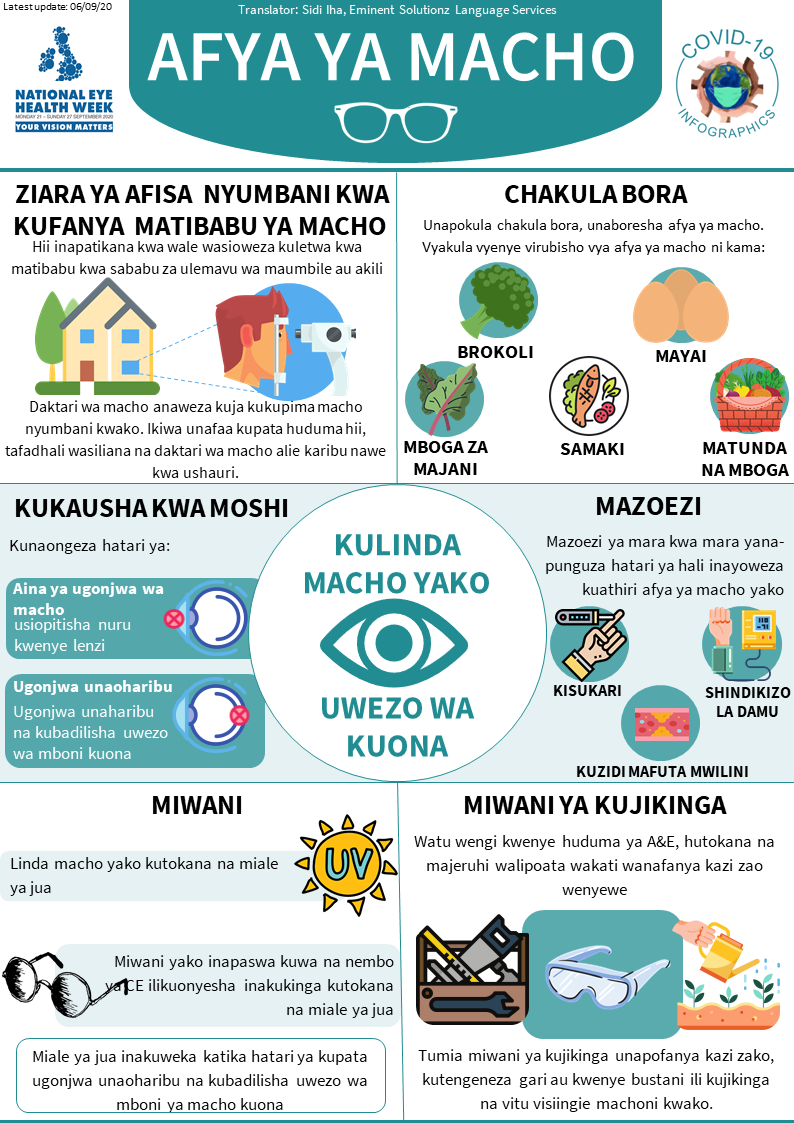 Latest update: 06/09/20
Translator: Sidi Iha, Eminent Solutionz Language Services
AFYA YA MACHO
NATIONAL EYE
HEALTH WEEK
MONDAY 21 – SUNDAY 27 SEPTEMBER 2020
YOUR VISION MATTERS
COVID-19
INFOGRAPHICS
ZIARA YA AFISA NYUMBANI KWA
KUFANYA MATIBABU YA MACHO
Hii inapatikana kwa wale wasioweza kuletwa kwa
matibabu kwa sababu za ulemavu wa maumbile au akili
Daktari wa macho anaweza kuja kukupima macho
nyumbani kwako. Ikiwa unafaa kupata huduma hii,
tafadhali wasiliana na daktari wa macho alie karibu nawe
kwa ushauri.
CHAKULA BORA
Unapokula chakula bora, unaboresha afya ya macho.
Vyakula vyenye virubisho vya afya ya macho ni kama:
BROKOLI
MAYAI
MBOGA ZA
MAJANI
SAMAKI
MATUNDA
NA MBOGA
KUKAUSHA KWA MOSHI
Kunaongeza hatari ya:
Aina ya ugonjwa wa
macho
usiopitisha nuru
kwenye lenzi
Ugonjwa unaoharibu
Ugonjwa unaharibu
na kubadilisha uwezo
wa mboni kuona
KULINDA
MACHO YAKO
UWEZO WA
KUONA
MAZOEZI
Mazoezi ya mara kwa mara yana-
punguza hatari ya hali inayoweza
kuathiri afya ya macho yako
KISUKARI
SHINDIKIZO
LA DAMU
KUZIDI MAFUTA MWILINI
MIWANI
Linda macho yako kutokana na miale
ya jua
UV
Miwani yako inapaswa kuwa na nembo
ya CE ilikuonyesha inakukinga kutokana
na miale ya jua
Miale ya jua inakuweka katika hatari ya kupata
ugonjwa unaoharibu na kubadilisha uwezo wa
mboni ya macho kuona
MIWANI YA KUJIKINGA
Watu wengi kwenye huduma ya A&E, hutokana na
majeruhi walipoata wakati wanafanya kazi zao
wenyewe
Tumia miwani ya kujikinga unapofanya kazi zako,
kutengeneza gari au kwenye bustani ili kujikinga
na vitu visiingie machoni kwako.